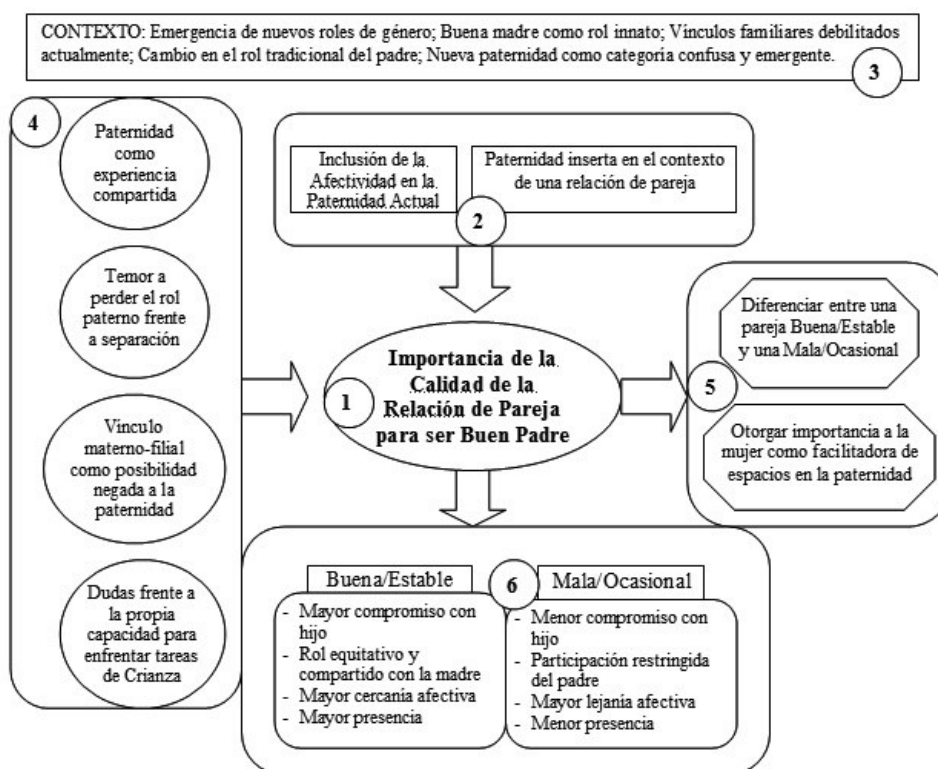 CONTEXTO: Emergencia de nuevos roles de género; Buena madre como rol innato; Vínculos familiares debilitados
actualmente; Cambio en el rol tradicional del padre; Nueva paternidad como categoría confusa y emergente.
3
4
Paternidad
como
experiencia
compartida
Temor a
perder el rol
paterno frente
a separación
Vínculo
materno-filial
como posibilidad
negada a la
paternidad
Dudas frente a
la propia
capacidad para
enfrentar tareas
de Crianza
Inclusión de la
Afectividad en la
Paternidad Actual
Paternidad inserta en el contexto
de una relación de pareja
2
1
Importancia de la
Calidad de la
Relación de Pareja
para ser Buen Padre
5
Diferenciar entre una
pareja Buena/Estable
y una Mala/Ocasional
Otorgar importancia a la
mujer como facilitadora de
espacios en la paternidad
6
Buena/Estable
- Mayor compromiso con
hijo
- Rol equitativo y
compartido con la madre
- Mayor cercanía afectiva
- Mayor presencia
Mala/Ocasional
- Menor compromiso con
hijo
- Participación restringida
del padre
- Mayor lejanía afectiva
- Menor presencia